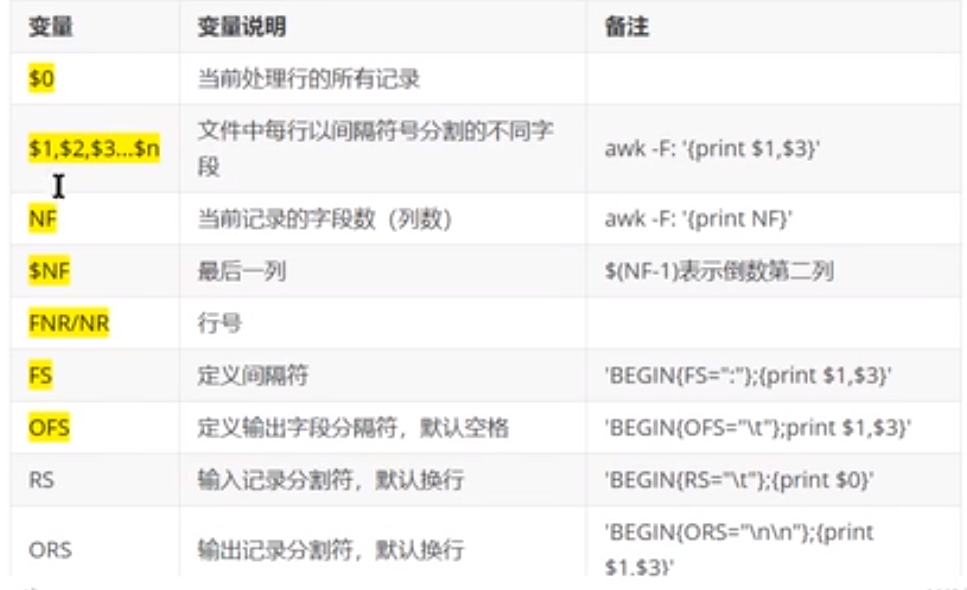 变量 变量说明 备注
$0 当前处理行的所有记录
$1,$2,$3...$n 文件中每行以间隔符号分割的不同字 awk -F: '{print $1,$3}'
段
NF 当前记录的字段数（列数） awk -F: '{print NF}'
$NF 最后一列 $(NF-1)表示倒数第二列
FNR/NR 行号
FS 定义间隔符 'BEGIN{FS=":"};{print $1,$3}'
OFS 定义输出字段分隔符，默认空格 'BEGIN{OFS="\t"};print $1,$3}'
RS 输入记录分割符，默认换行 'BEGIN{RS="\t"};{print $0}'
ORS 输出记录分割符，默认换行 'BEGIN{ORS="\n\n"};{print
$1,$3}'